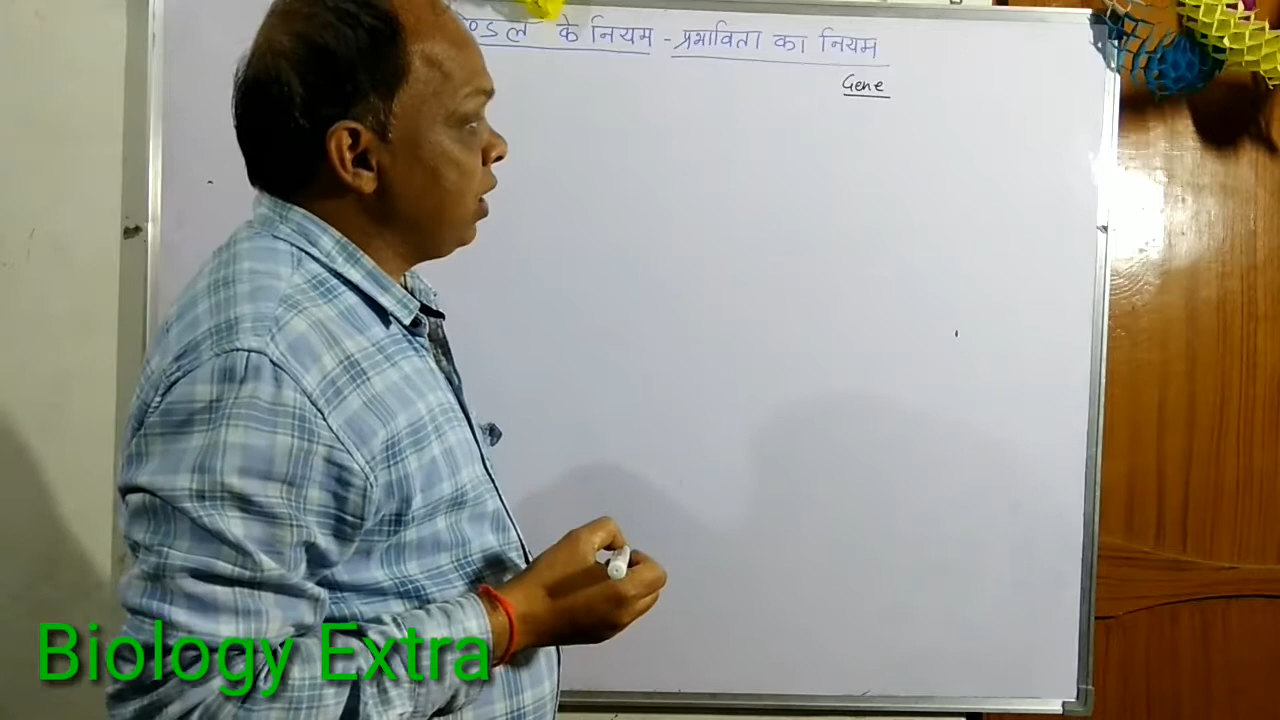 के नियम - प्रभाविता का नियम
Gene
Biology Extra